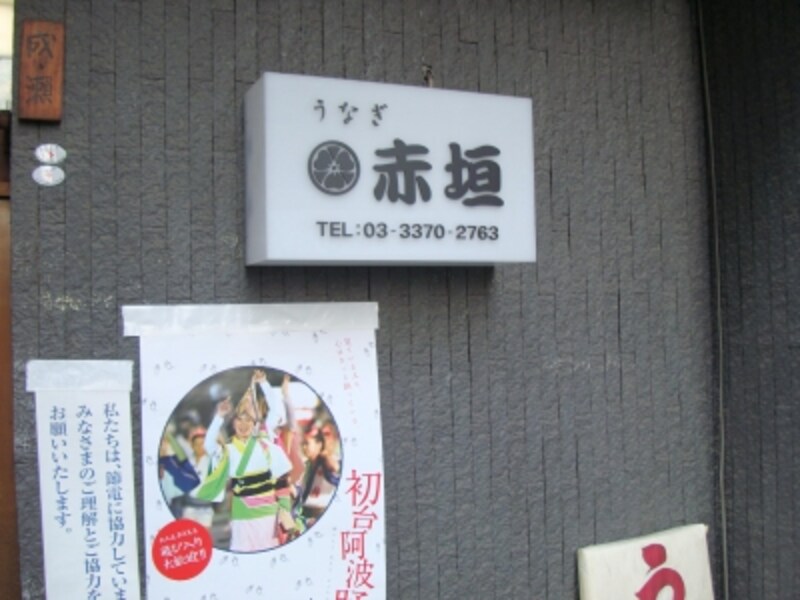 うなぎ
赤垣
TEL:03-3370-2763
私たちは、節電に協力していま
みなさまのご理解とご協力を
お願いいたします。
初台阿波踊
う